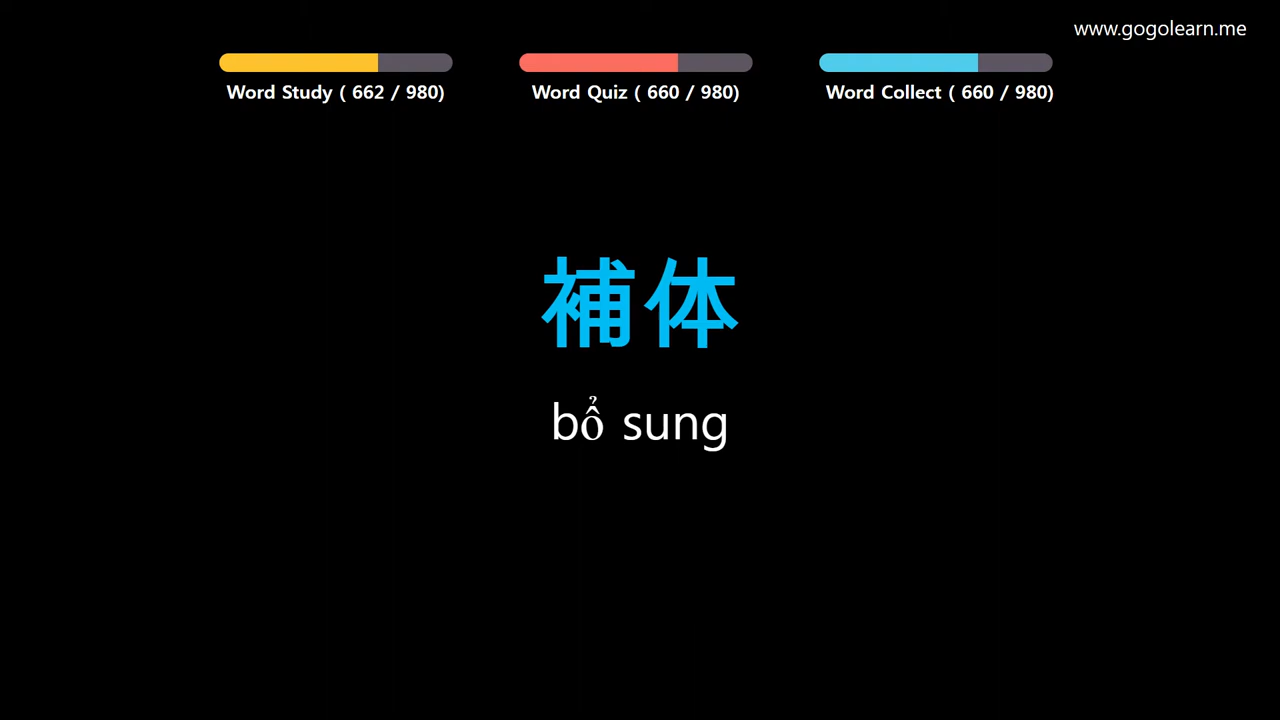 www.gogolearn.me
Word Study ( 662 / 980)
Word Quiz ( 660 / 980)
Word Collect ( 660 / 980)
補体
bổ sung